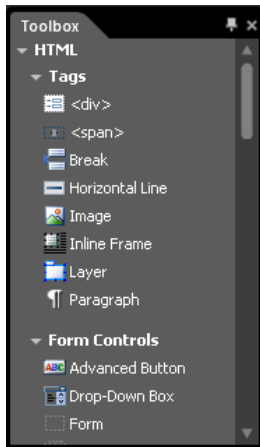 Toolbox
HTML
Tags
<div>
<span>
Break
Horizontal Line
Image
Inline Frame
Layer
Paragraph
Form Controls
ABC Advanced Button
Drop-Down Box
Form